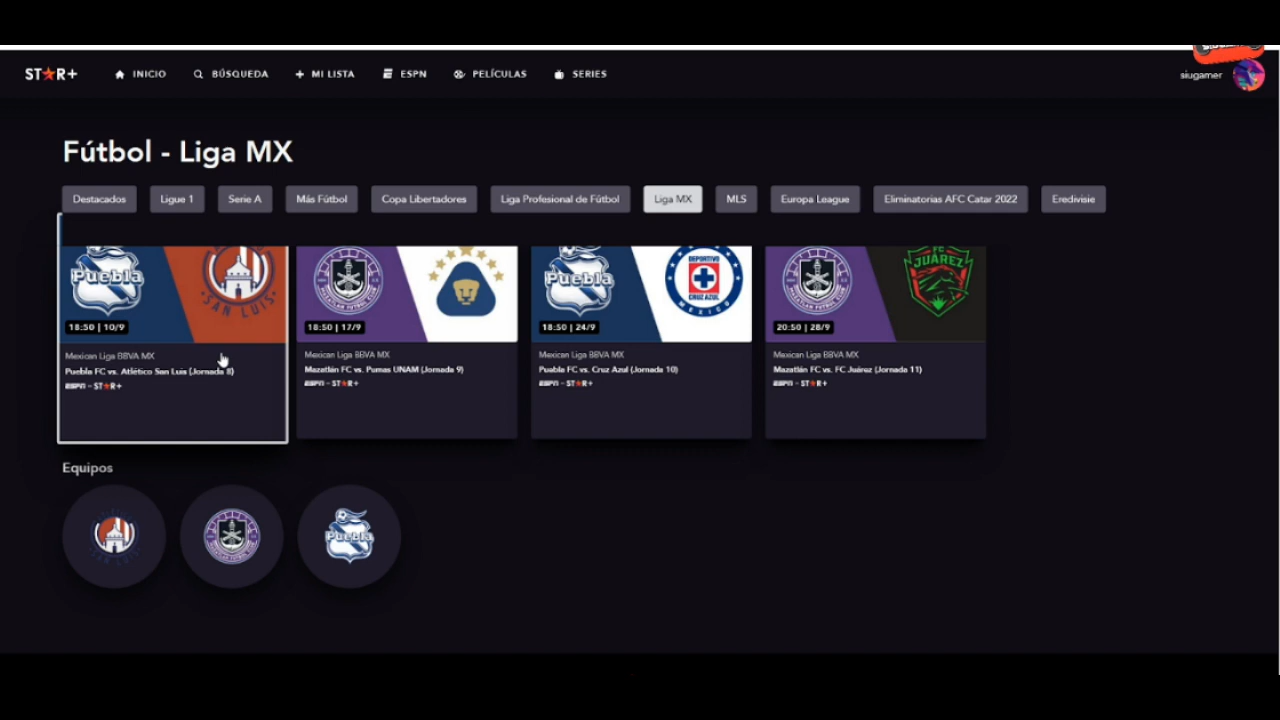 ST★R+
INICIO
BÚSQUEDA
MI LISTA
ESPN
PELÍCULAS
SERIES
siugamer
Fútbol - Liga MX
Destacados
Ligue 1
Serie A
Más Fútbol
Copa Libertadores
Liga Profesional de Fútbol
Liga MX
MLS
Europa League
Eliminatorias AFC Catar 2022
Eredivisie
Puebla
SAN LUIS
18:50 | 10/9
Mexican Liga BBVA MX
Puebla FC vs. Atlético San Luis (Jornada 8)
ESPN - ST★R+
18:50 | 17/9
Mexican Liga BBVA MX
Mazatlán FC vs. Pumas UNAM (Jornada 9)
ESPN - ST★R+
Puebla
DEPORTIVO
CRUZ AZUL
MEXICO
18:50 | 24/9
Mexican Liga BBVA MX
Puebla FC vs. Cruz Azul (Jornada 10)
ESPN - ST★R+
FC
JUÁREZ
20:50 | 28/9
Mexican Liga BBVA MX
Mazatlán FC vs. FC Juárez (Jornada 11)
ESPN - ST★R+
Equipos
Puebla